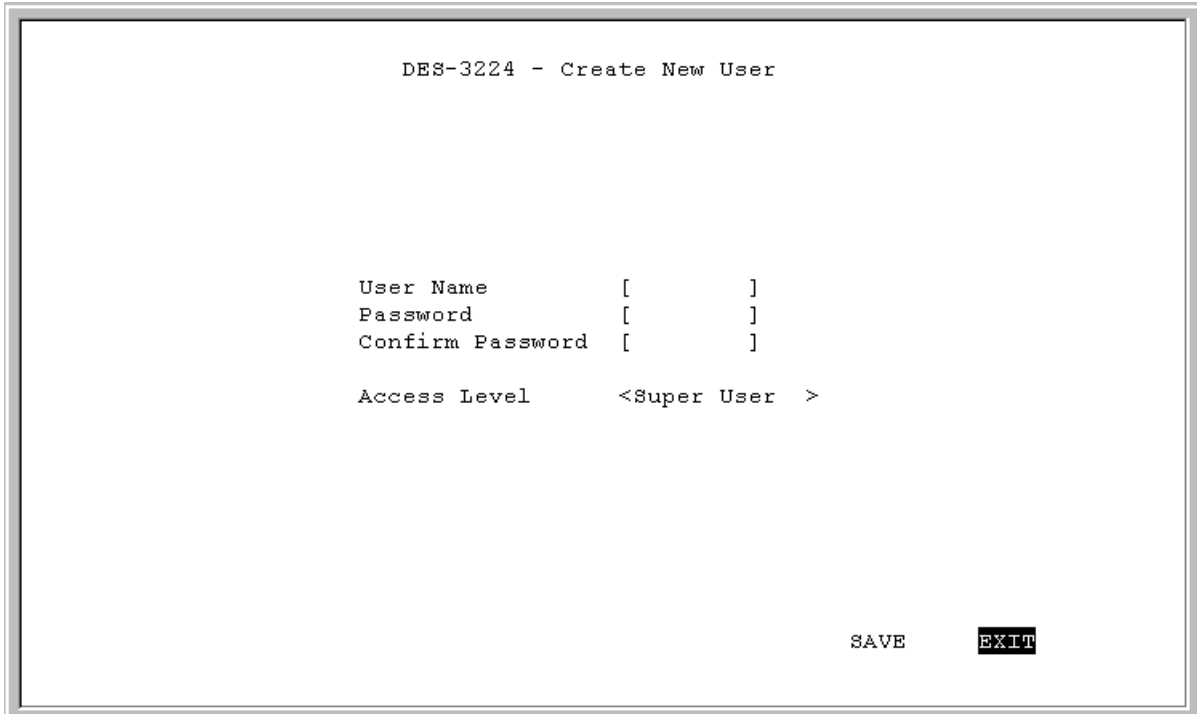 DES-3224 - Create New User
User Name [ ]
Password [ ]
Confirm Password [ ]
Access Level <Super User >
SAVE EXIT